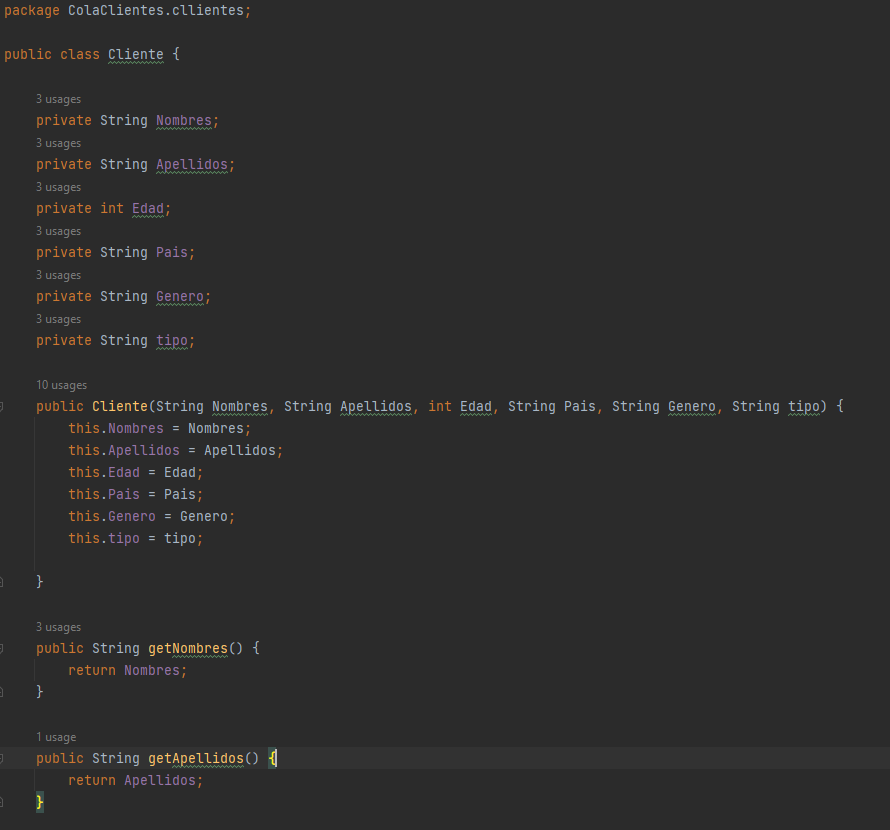 package ColaClientes.cllientes;
public class Cliente {
3 usages
private String Nombres;
3 usages
private String Apellidos;
3 usages
private int Edad;
3 usages
private String Pais;
3 usages
private String Genero;
3 usages
private String tipo;
10 usages
public Cliente(String Nombres, String Apellidos, int Edad, String Pais, String Genero, String tipo) {
this.Nombres = Nombres;
this.Apellidos = Apellidos;
this.Edad = Edad;
this.Pais = Pais;
this.Genero = Genero;
this.tipo = tipo;
}
3 usages
public String getNombres() {
return Nombres;
}
1 usage
public String getApellidos() {
return Apellidos;
}